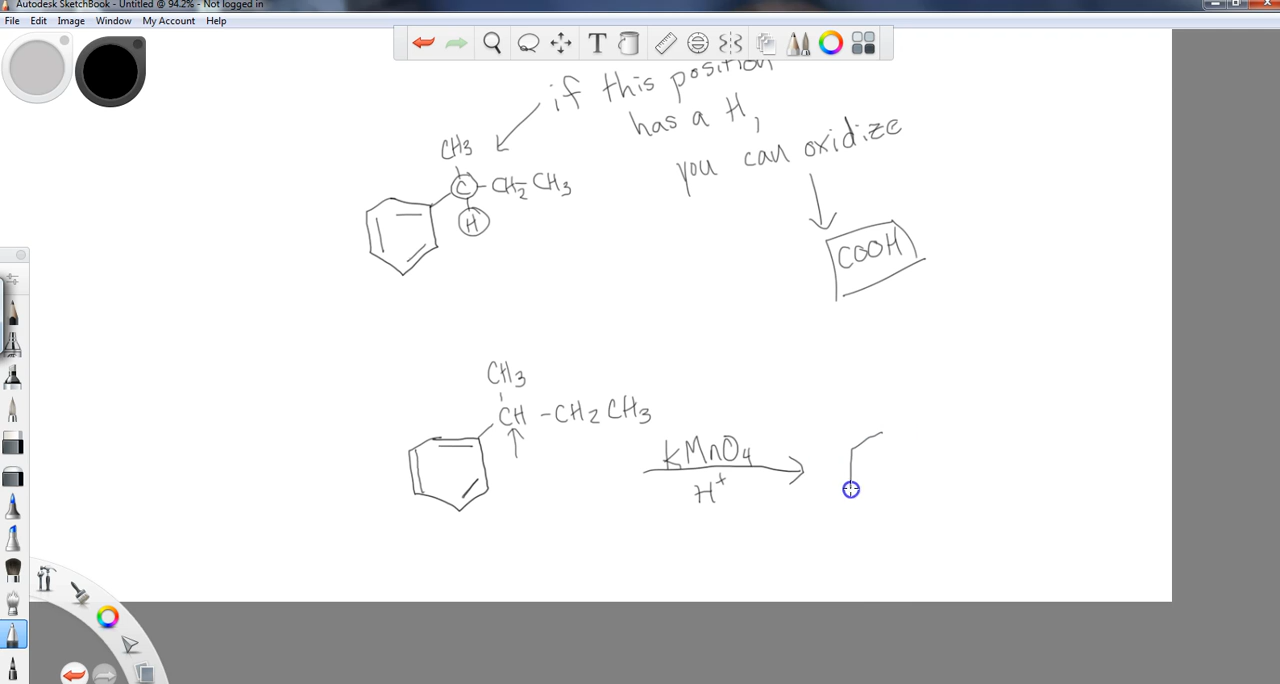 Autodesk SketchBook - Untitled @ 94.2% - Not logged in
File Edit Image Window My Account Help
T
if this position
has a H,
you can oxidize
COOH
CH3
C - CH2 CH3
H
CH3
CH - CH2 CH3
KMnO4
H+